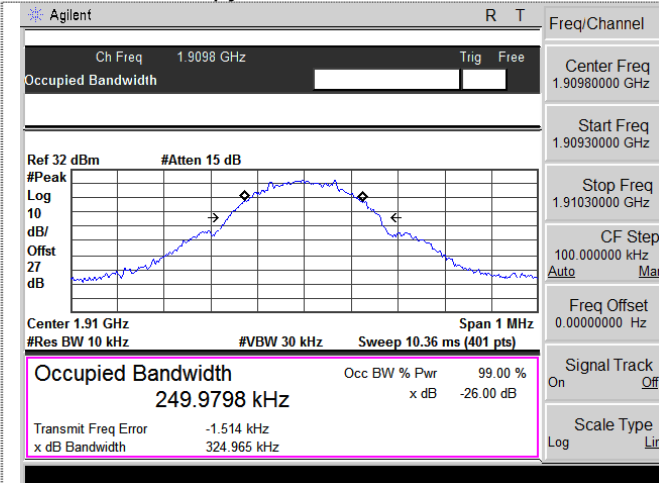 Agilent R T
Ch Freq 1.9098 GHz Trig Free
Occupied Bandwidth
Ref 32 dBm #Atten 15 dB
#Peak
Log
10
dB/
Offst
27
dB
Center 1.91 GHz Span 1 MHz
#Res BW 10 kHz #VBW 30 kHz Sweep 10.36 ms (401 pts)
Occupied Bandwidth Occ BW % Pwr 99.00 %
249.9798 kHz x dB -26.00 dB
Transmit Freq Error -1.514 kHz
x dB Bandwidth 324.965 kHz
Freq/Channel
Center Freq
1.90980000 GHz
Start Freq
1.90930000 GHz
Stop Freq
1.91030000 GHz
CF Step
100.000000 kHz
Auto Mar
Freq Offset
0.00000000 Hz
Signal Track
On Off
Scale Type
Log Lin